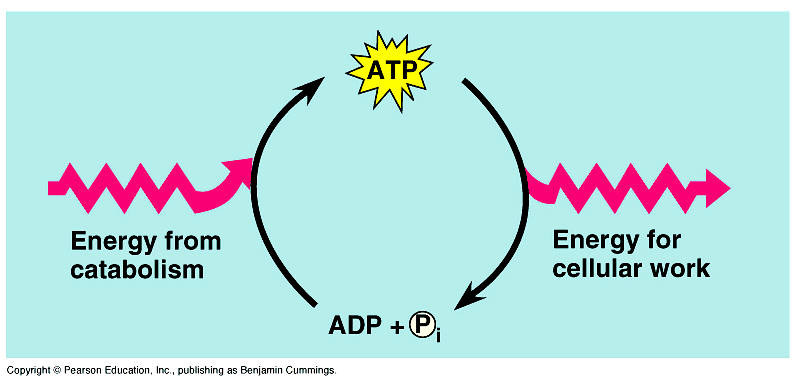 ATP
Energy from
catabolism
Energy for
cellular work
ADP + Pi
Copyright © Pearson Education, Inc., publishing as Benjamin Cummings.